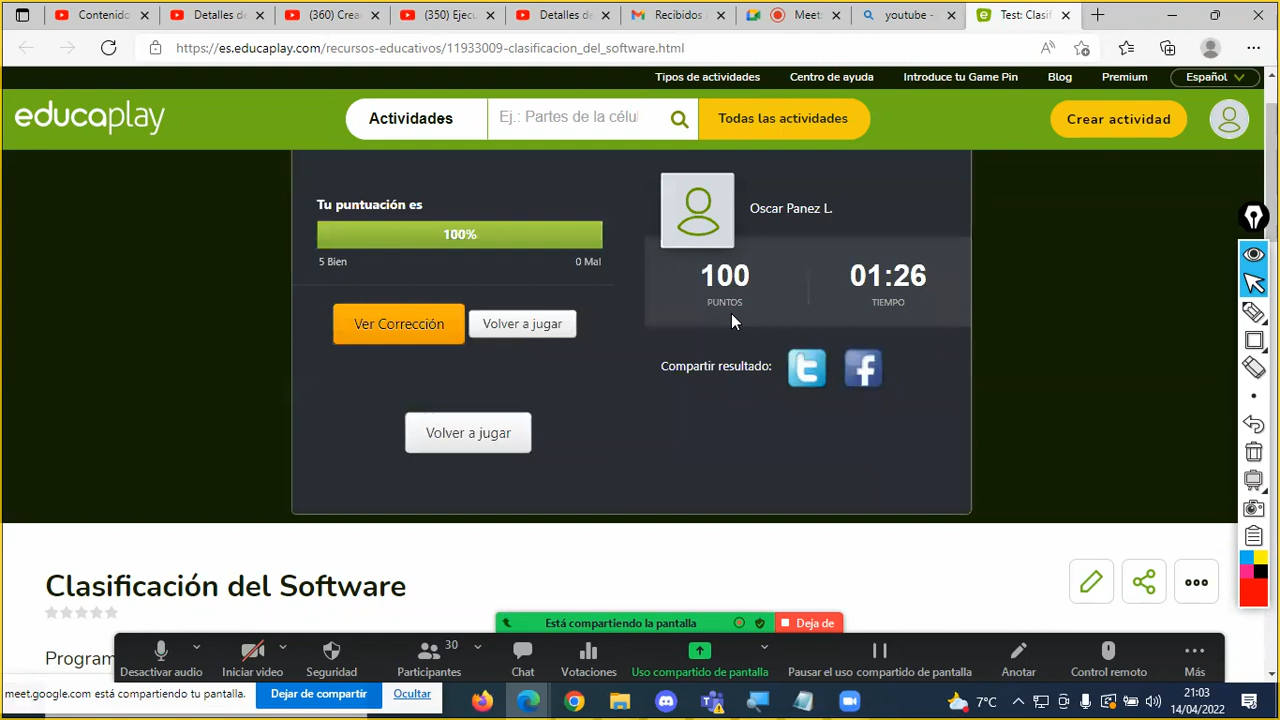 Contenido
Detalles de
(360) Crea
(350) Ejecu
Detalles de
Recibidos
Meet:
youtube -
Test: Clasif
https://es.educaplay.com/recursos-educativos/11933009-clasificacion_del_software.html
Tipos de actividades
Centro de ayuda
Introduce tu Game Pin
Blog
Premium
Español
educaplay
Actividades
Ej.: Partes de la célul
Todas las actividades
Crear actividad
Tu puntuación es
100%
5 Bien
0 Mal
Ver Corrección
Volver a jugar
Oscar Panez L.
100
PUNTOS
01:26
TIEMPO
Compartir resultado:
Volver a jugar
Clasificación del Software
Program
Está compartiendo la pantalla
Deja de
30
Desactivar audio
Iniciar video
Seguridad
Participantes
Chat
Votaciones
Uso compartido de pantalla
Pausar el uso compartido de pantalla
Anotar
Control remoto
Más
meet.google.com está compartiendo tu pantalla.
Dejar de compartir
Ocultar
7°C
21:03
14/04/2022